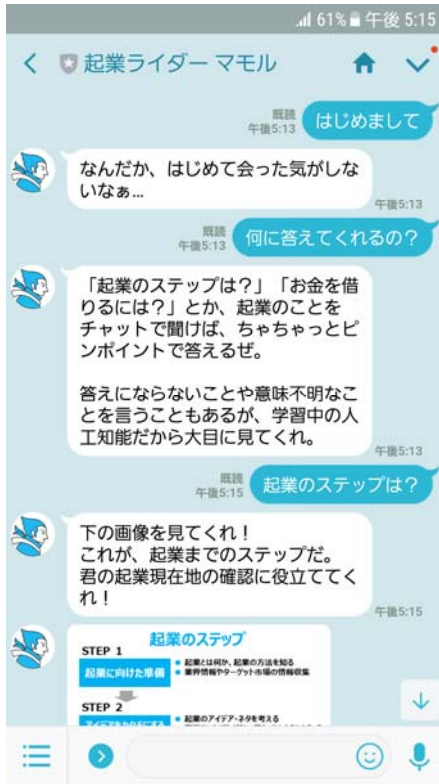 61% 午後 5:15
起業ライダー マモル
既読
午後5:13
はじめまして
なんだか、はじめて会った気がしな
いなぁ...
午後5:13
既読
午後5:13
何に答えてくれるの？
「起業のステップは？」「お金を借
りるには？」とか、起業のことを
チャットで聞けば、ちゃちゃっとピ
ンポイントで答えるぜ。
答えにならないことや意味不明なこ
とを言うこともあるが、学習中の人
工知能だから大目に見てくれ。
午後5:13
既読
午後5:15
起業のステップは？
下の画像を見てくれ！
これが、起業までのステップだ。
君の起業現在地の確認に役立ててく
れ！
午後5:15
起業のステップ
STEP 1
起業に向けた準備
● 起業とは何か、起業の方法を知る
● 業界情報やターゲット市場の情報収集
STEP 2
アイデアをカタチにする
● 起業のアイデア・ネタを考える